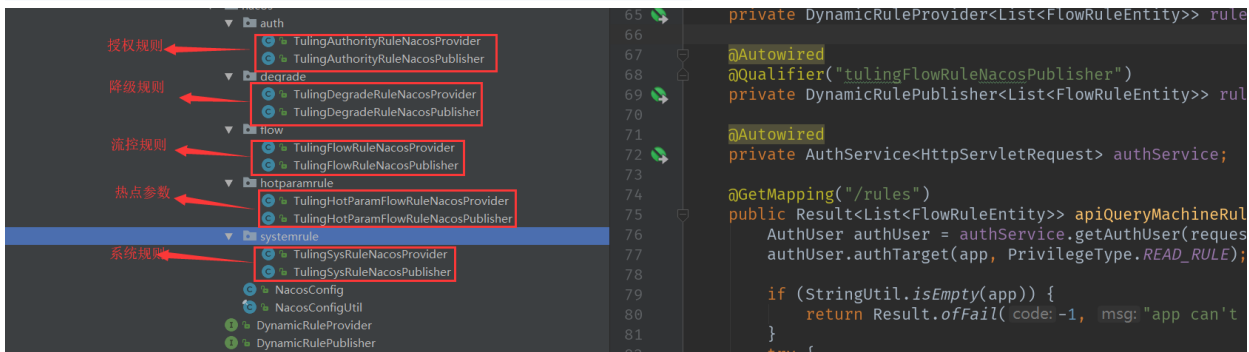 nacos
auth
授权规则
TulingAuthorityRuleNacosProvider
TulingAuthorityRuleNacosPublisher
degrade
降级规则
TulingDegradeRuleNacosProvider
TulingDegradeRuleNacosPublisher
flow
流控规则
TulingFlowRuleNacosProvider
TulingFlowRuleNacosPublisher
hotparamrule
热点参数
TulingHotParamFlowRuleNacosProvider
TulingHotParamFlowRuleNacosPublisher
systemrule
系统规则
TulingSysRuleNacosProvider
TulingSysRuleNacosPublisher
NacosConfig
NacosConfigUtil
DynamicRuleProvider
DynamicRulePublisher
65 private DynamicRuleProvider<List<FlowRuleEntity>> rule
66
67 @Autowired
68 @Qualifier("tulingFlowRuleNacosPublisher")
69 private DynamicRulePublisher<List<FlowRuleEntity>> rul
70
71 @Autowired
72 private AuthService<HttpServletRequest> authService;
73
74 @GetMapping("/rules")
75 public Result<List<FlowRuleEntity>> apiQueryMachineRul
76 AuthUser authUser = authService.getAuthUser(reques
77 authUser.authTarget(app, PrivilegeType.READ_RULE);
78
79 if (StringUtil.isEmpty(app)) {
80 return Result.ofFail( code: -1, msg: "app can't
81 }